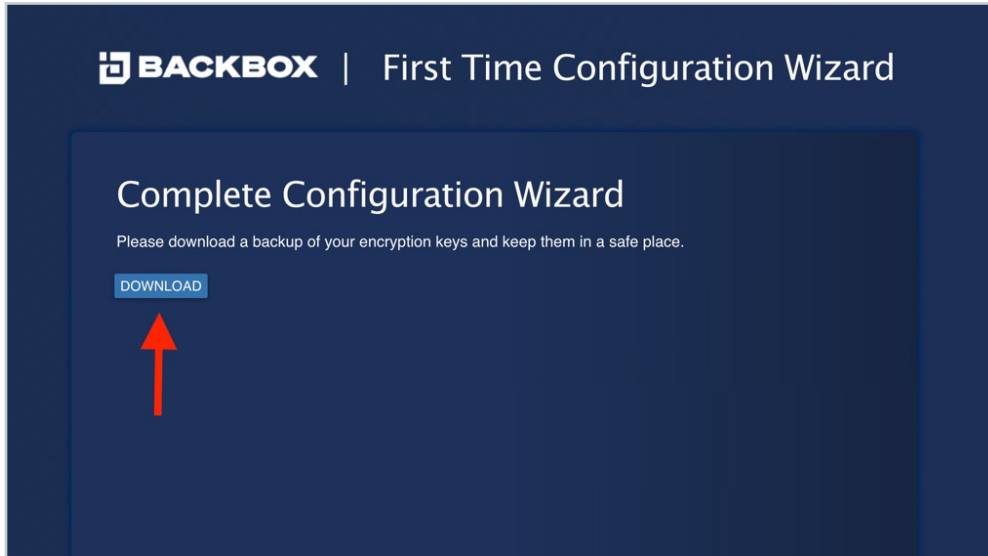 BACKBOX | First Time Configuration Wizard
Complete Configuration Wizard
Please download a backup of your encryption keys and keep them in a safe place.
DOWNLOAD